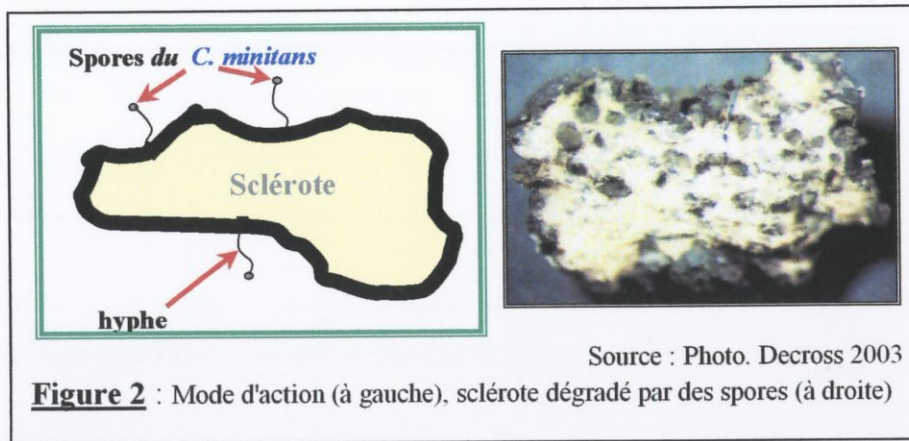 Spores du C. minitans
Sclérote
hyphe
Source : Photo. Decross 2003
Figure 2 : Mode d'action (à gauche), sclérote dégradé par des spores (à droite)